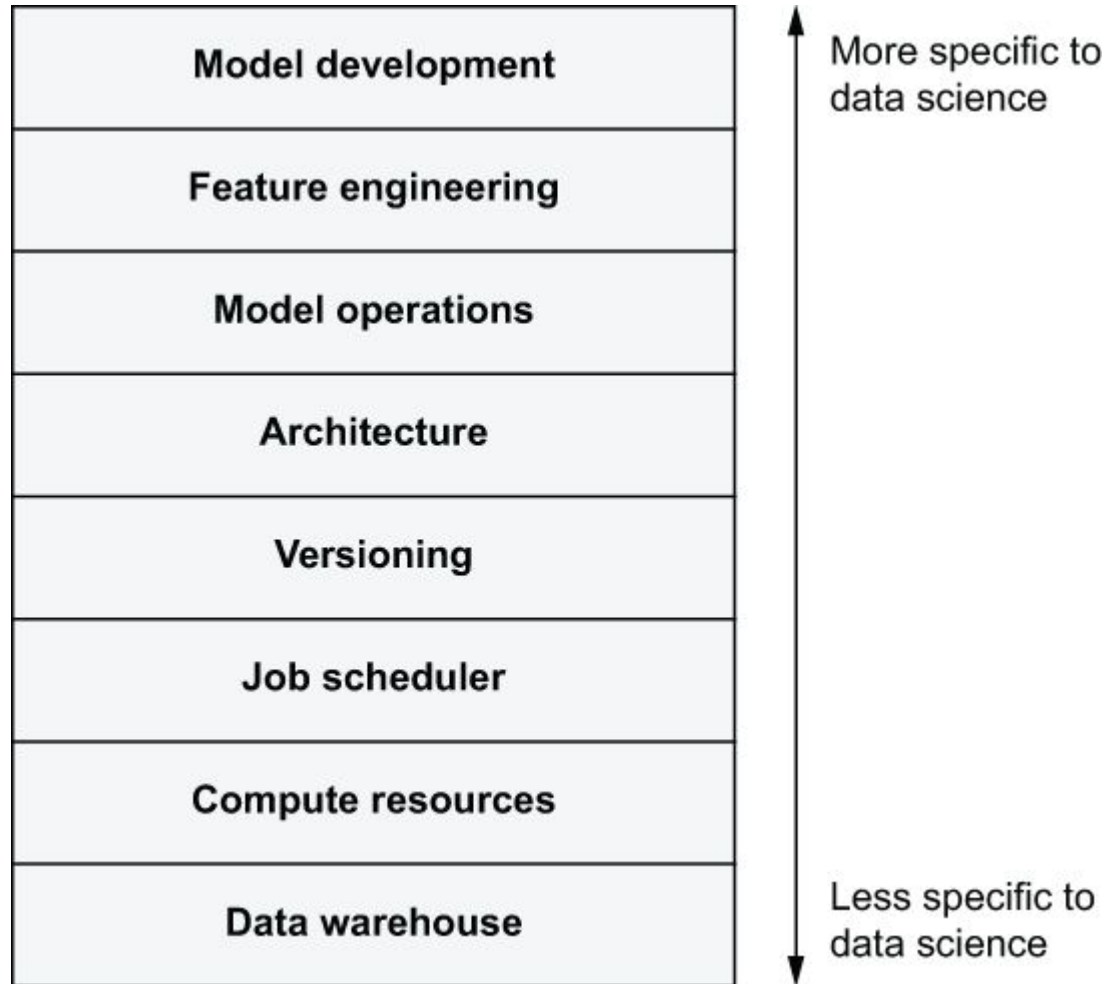 Model development
More specific to
data science
Feature engineering
Model operations
Architecture
Versioning
Job scheduler
Compute resources
Data warehouse
Less specific to
data science